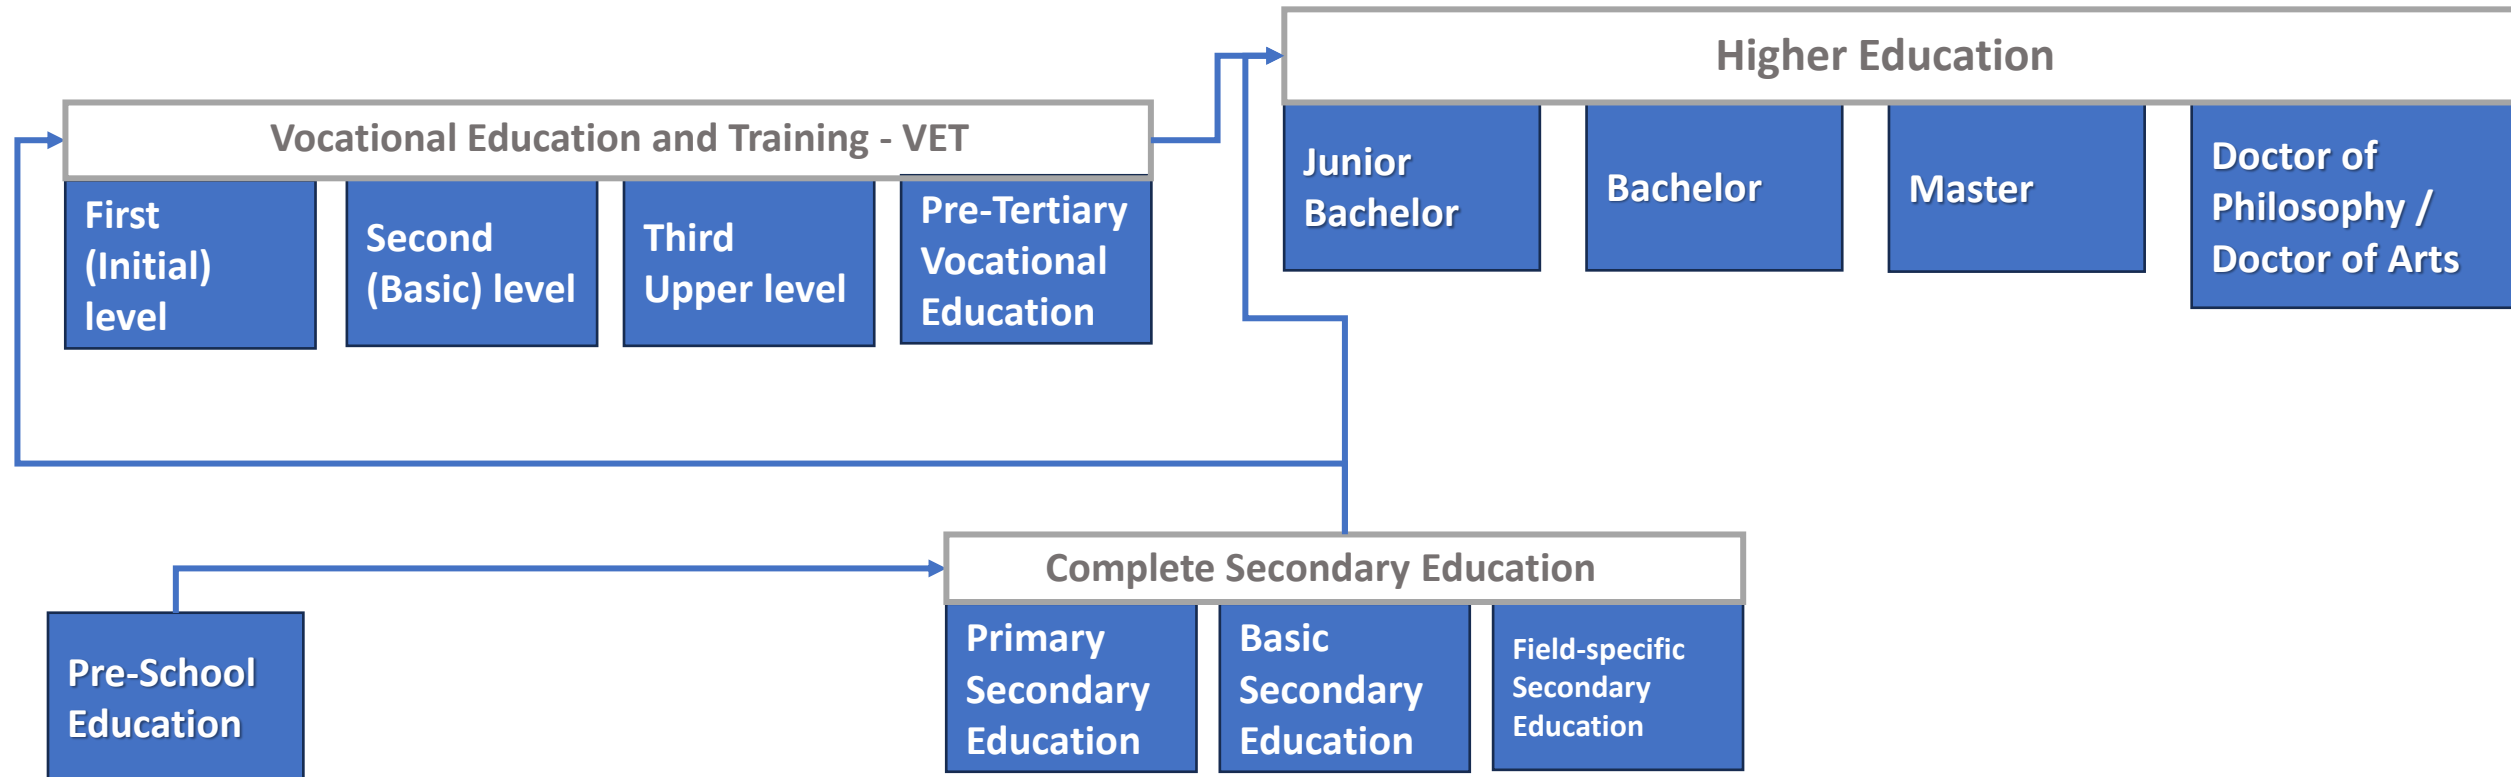 Higher Education
Junior
Bachelor
Bachelor
Master
Doctor of
Philosophy /
Doctor of Arts
Vocational Education and Training - VET
First
(Initial)
level
Second
(Basic) level
Third
Upper level
Pre-Tertiary
Vocational
Education
Complete Secondary Education
Primary
Secondary
Education
Basic
Secondary
Education
Field-specific
Secondary
Education
Pre-School
Education